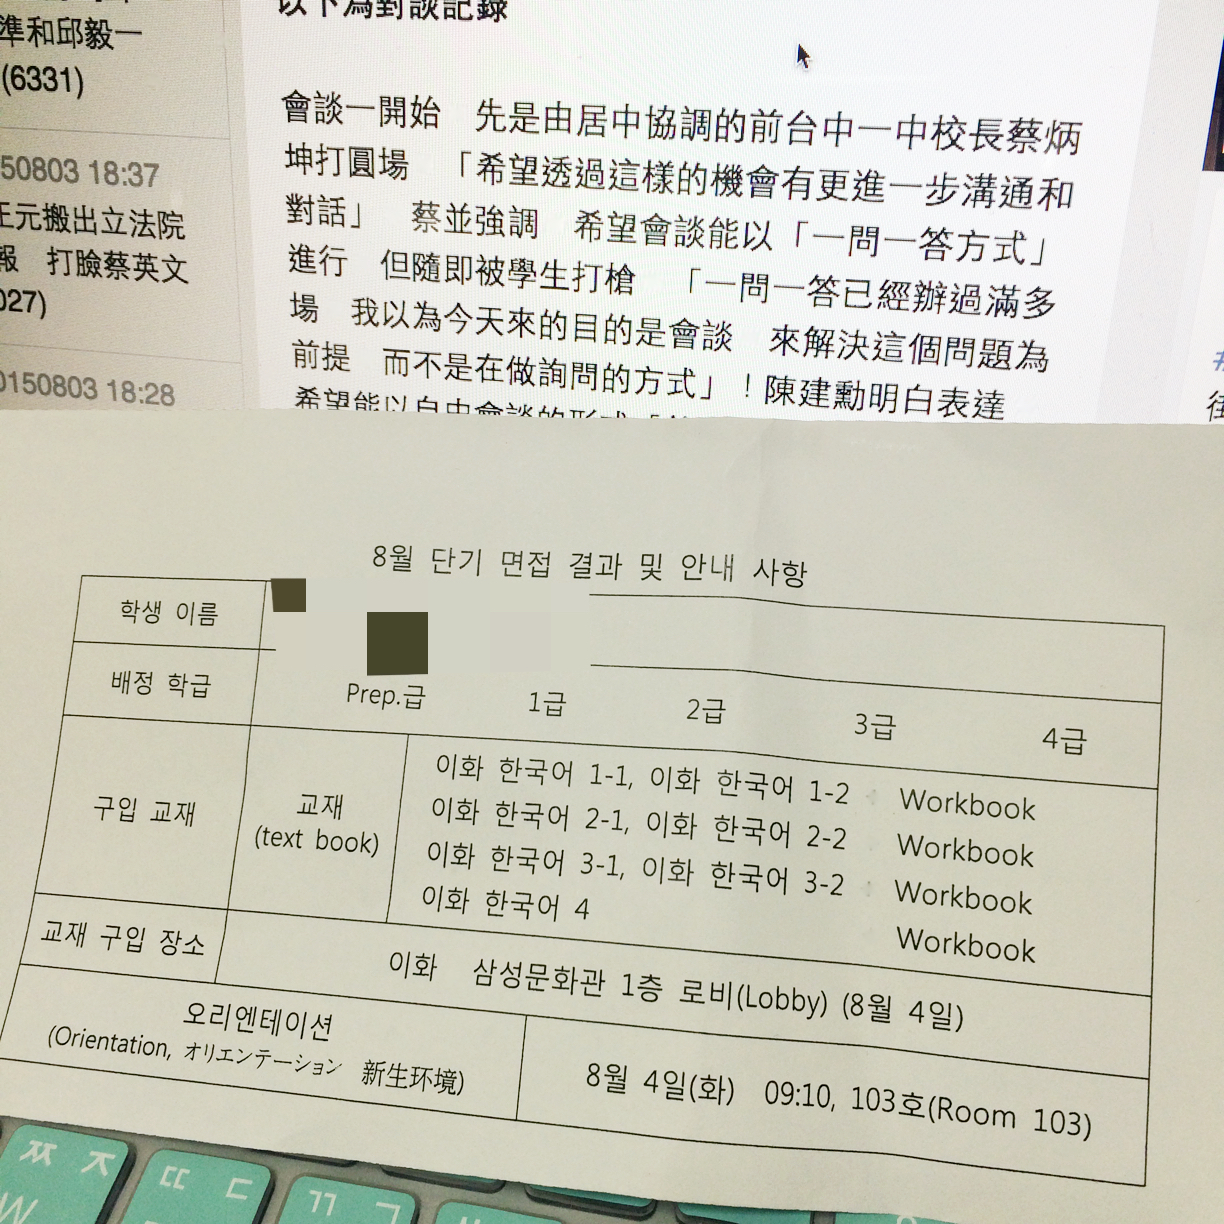 以下為對談記錄
準和邱毅一
(6331)
會談一開始 先是由居中協調的前台中一中校長蔡炳
坤打圓場 「希望透過這樣的機會有更進一步溝通和
對話」 蔡並強調 希望會談能以「一問一答方式」
進行 但隨即被學生打槍 「一問一答已經辦過滿多
場 我以為今天來的目的是會談 來解決這個問題為
前提 而不是在做詢問的方式」！陳建勳明白表達
希望能以自由會談的形式
50803 18:37
王元搬出立法院
報 打臉蔡英文
027)
0150803 18:28
8월 단기 면접 결과 및 안내 사항
학생 이름
배정 학급 Prep.급 1급 2급 3급 4급
구입 교재
교재
(text book)
이화 한국어 1-1, 이화 한국어 1-2 Workbook
이화 한국어 2-1, 이화 한국어 2-2 Workbook
이화 한국어 3-1, 이화 한국어 3-2 Workbook
이화 한국어 4 Workbook
교재 구입 장소 이화 삼성문화관 1층 로비(Lobby) (8월 4일)
오리엔테이션
(Orientation, オリエンテーション 新生环境)
8월 4일(화) 09:10, 103호(Room 103)
ㅉ ㅈ
W
ㄸ ㄷ
ㄲ ㄱ